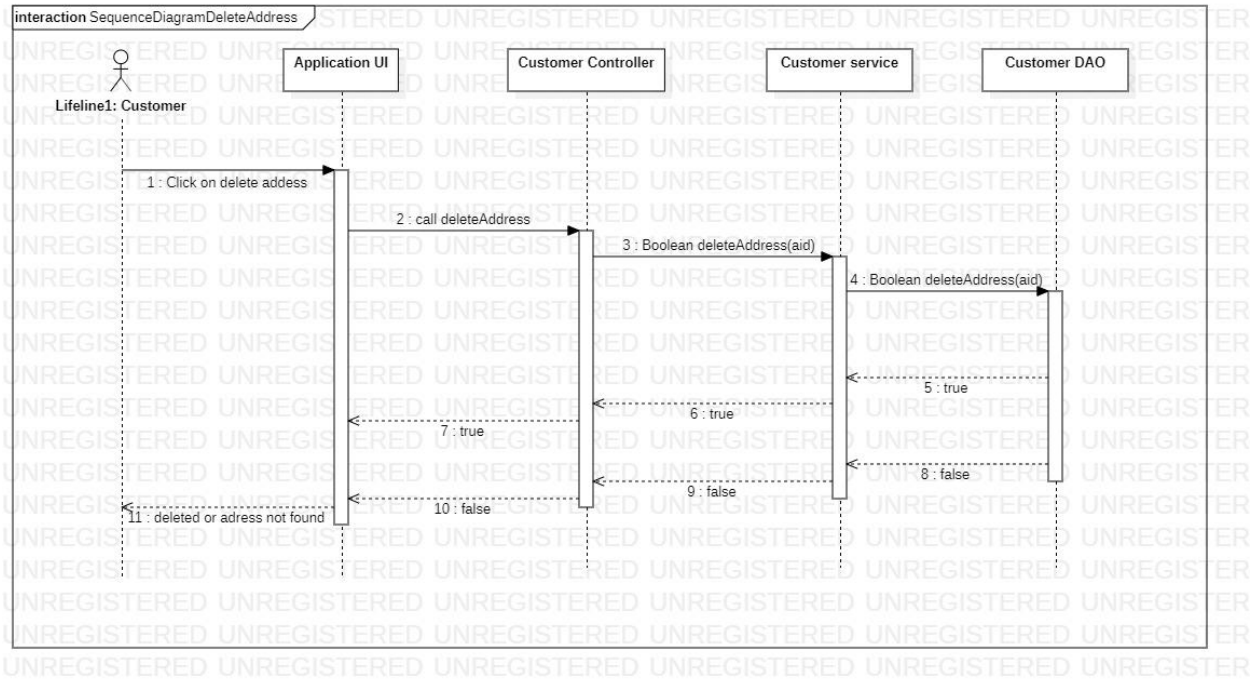 interaction SequenceDiagramDeleteAddress
Application UI
Customer Controller
Customer service
Customer DAO
Lifeline1: Customer
1 : Click on delete addess
2 : call deleteAddress
3 : Boolean deleteAddress(aid)
4 : Boolean deleteAddress(aid)
5 : true
6 : true
7 : true
8 : false
9 : false
10 : false
11 : deleted or adress not found
UNREGISTERED UNREGISTERED UNREGISTERED UNREGISTERED UNREGISTERED UNREGISTER